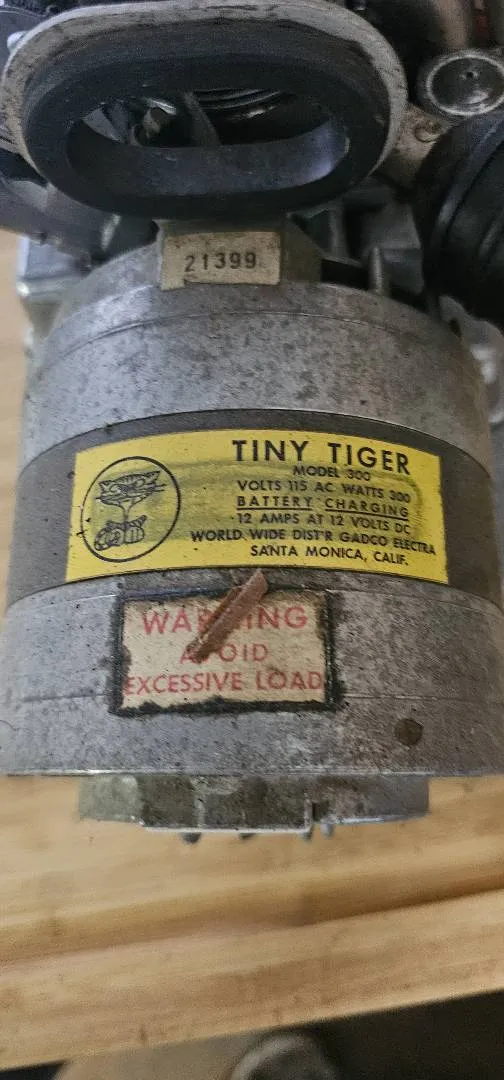 21399
TINY TIGER
MODEL 300
VOLTS 115 AC WATTS 300
BATTERY CHARGING
12 AMPS AT 12 VOLTS DC
WORLD WIDE DIST'R GADCO ELECTRA
SANTA MONICA, CALIF.
WARNING
AVOID
EXCESSIVE LOAD